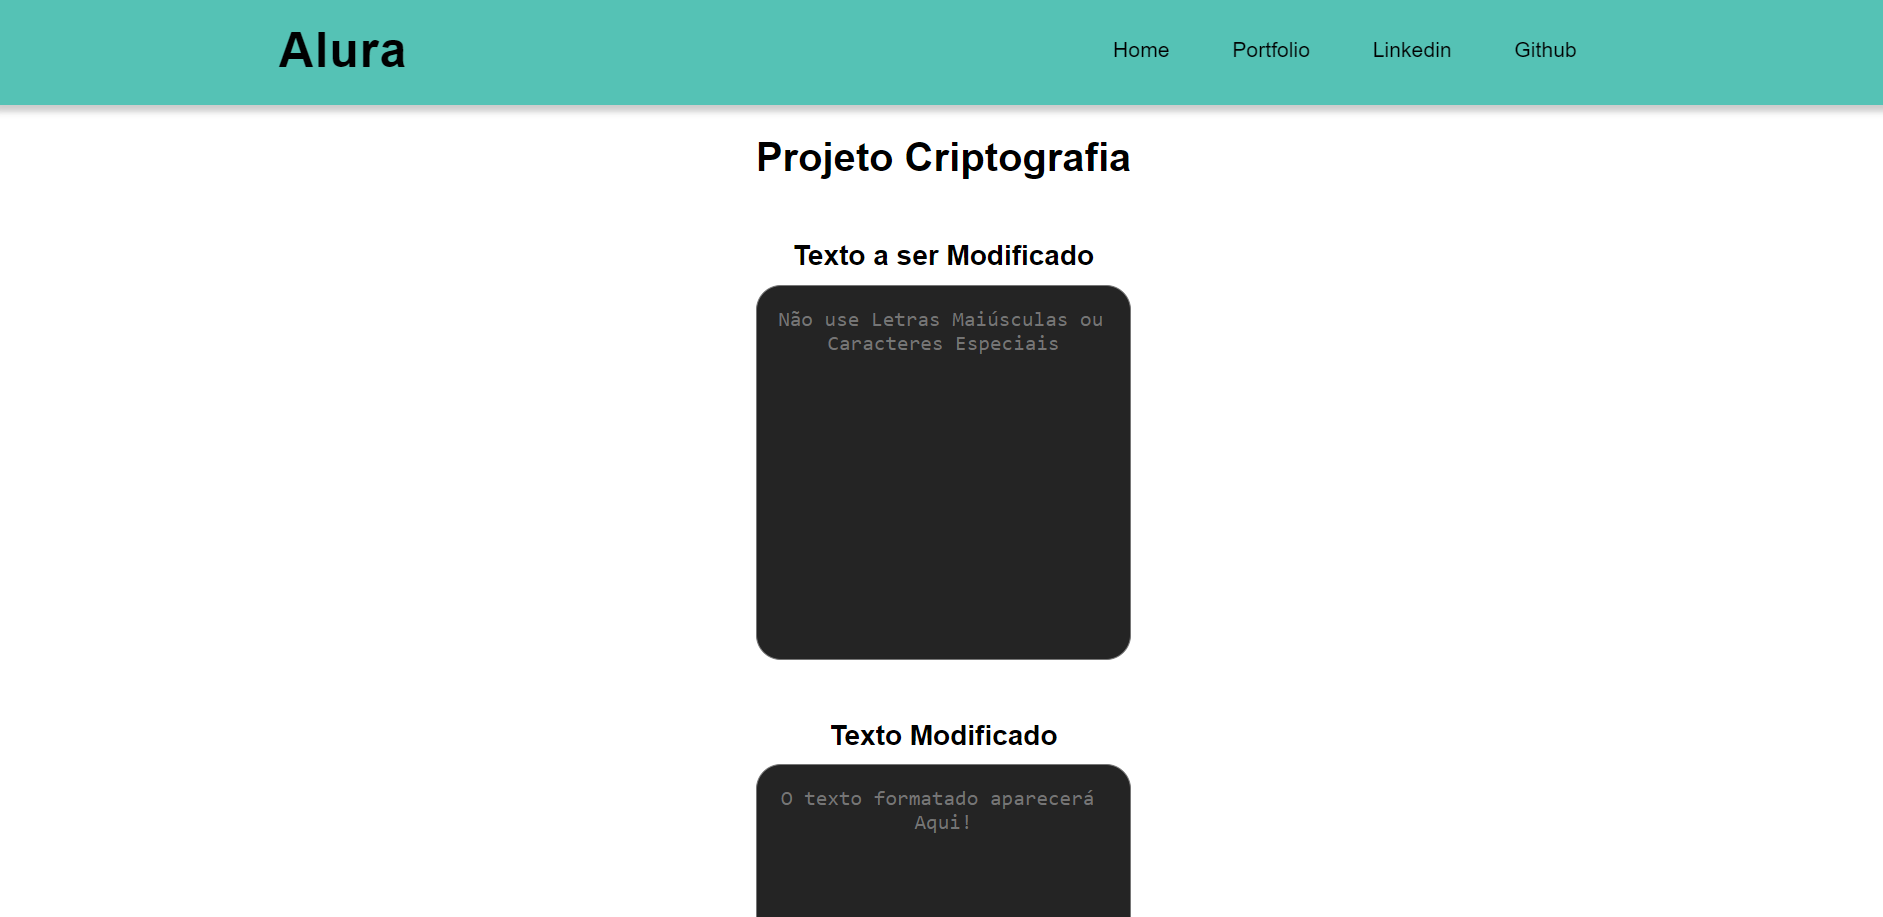 Alura
Home Portfolio Linkedin Github
Projeto Criptografia
Texto a ser Modificado
Não use Letras Maiúsculas ou
Caracteres Especiais
Texto Modificado
O texto formatado aparecerá
Aqui!